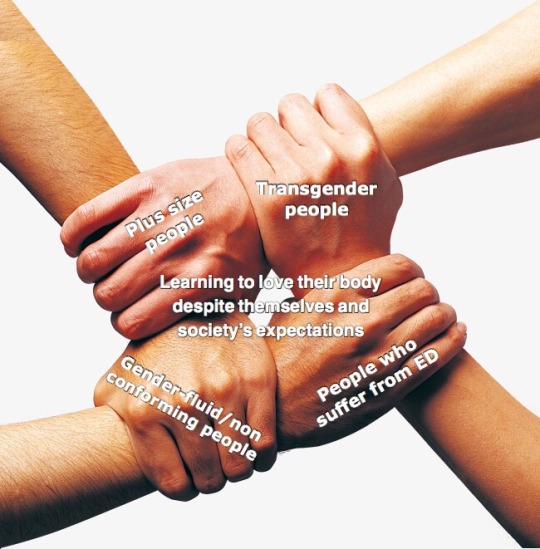 Transgender
people
Plus size
people
Learning to love their body
despite themselves and
society's expectations
People who
suffer from ED
Gender-fluid/non
conforming people